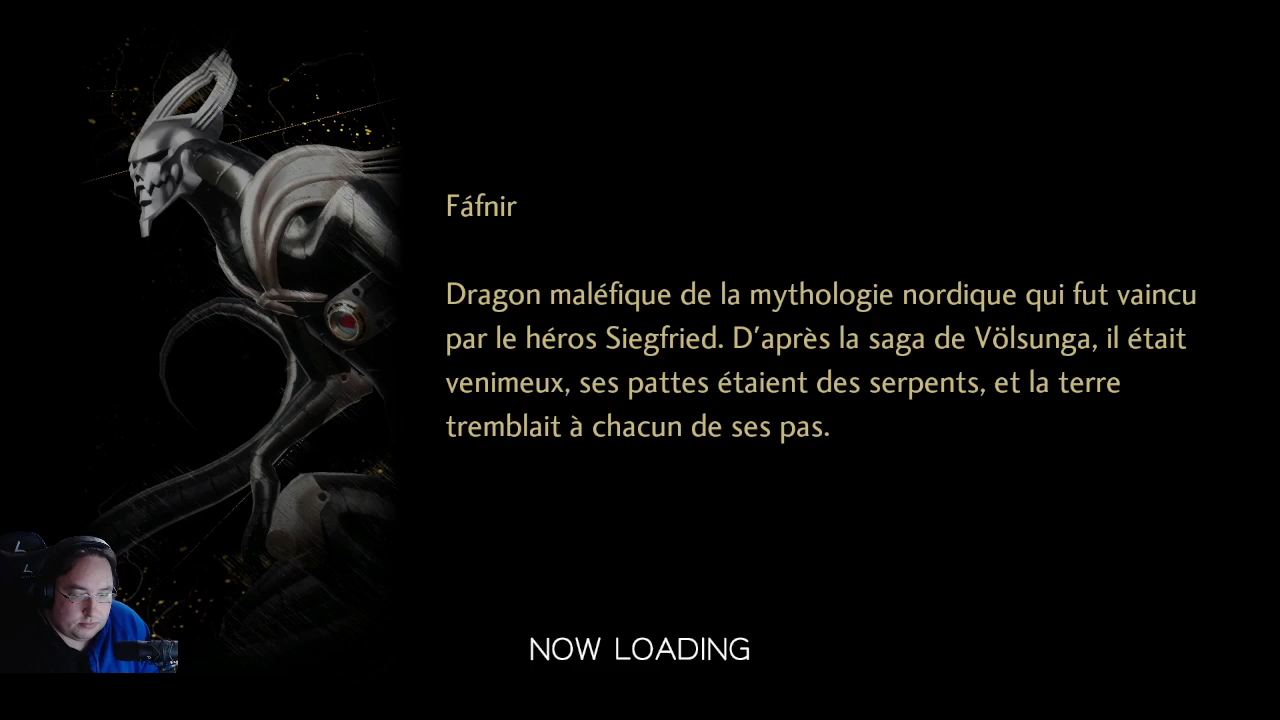 Fáfnir
Dragon maléfique de la mythologie nordique qui fut vaincu
par le héros Siegfried. D'après la saga de Völsunga, il était
venimeux, ses pattes étaient des serpents, et la terre
tremblait à chacun de ses pas.
NOW LOADING